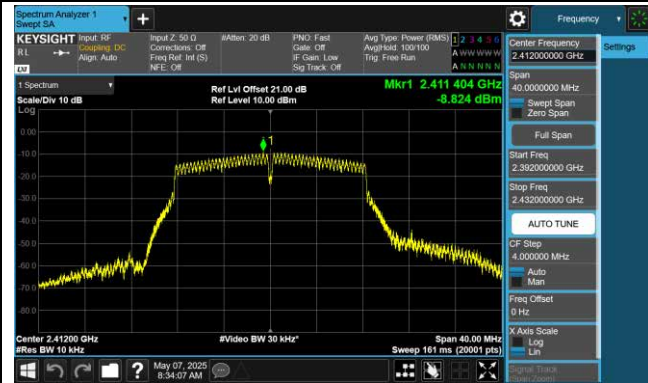 Spectrum Analyzer 1
Swept SA
+
Frequency
KEYSIGHT
RL
LXI
Input: RF
Coupling: DC
Align: Auto
Input Z: 50 Ω
Corrections: Off
Freq Ref: Int (S)
NFE: Off
#Atten: 20 dB
PNO: Fast
Gate: Off
IF Gain: Low
Sig Track: Off
Avg Type: Power (RMS)
Avg|Hold: 100/100
Trig: Free Run
1 2 3 4 5 6
A W W W W W
A N N N N N
1 Spectrum
Scale/Div 10 dB
Log
Ref Lvl Offset 21.00 dB
Ref Level 10.00 dBm
Mkr1 2.411 404 GHz
-8.824 dBm
1
0.00
-10.0
-20.0
-30.0
-40.0
-50.0
-60.0
-70.0
-80.0
Center 2.41200 GHz
#Res BW 10 kHz
#Video BW 30 kHz*
Span 40.00 MHz
Sweep 161 ms (20001 pts)
May 07, 2025
8:34:07 AM
?
Center Frequency
2.412000000 GHz
Settings
Span
40.0000000 MHz
Swept Span
Zero Span
Full Span
Start Freq
2.392000000 GHz
Stop Freq
2.432000000 GHz
AUTO TUNE
CF Step
4.000000 MHz
Auto
Man
Freq Offset
0 Hz
X Axis Scale
Log
Lin
Signal Track
(Span Zoom)